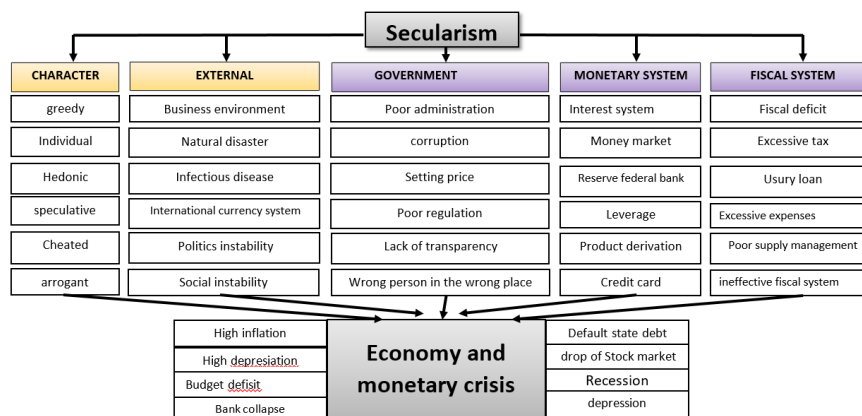 Secularism
CHARACTER
EXTERNAL
GOVERNMENT
MONETARY SYSTEM
FISCAL SYSTEM
greedy
Business environment
Poor administration
Interest system
Fiscal deficit
Individual
Natural disaster
corruption
Money market
Excessive tax
Hedonic
Infectious disease
Setting price
Reserve federal bank
Usury loan
speculative
International currency system
Poor regulation
Leverage
Excessive expenses
Cheated
Politics instability
Lack of transparency
Product derivation
Poor supply management
arrogant
Social instability
Wrong person in the wrong place
Credit card
ineffective fiscal system
High inflation
High depresiation
Budget defisit
Bank collapse
Economy and
monetary crisis
Default state debt
drop of Stock market
Recession
depression